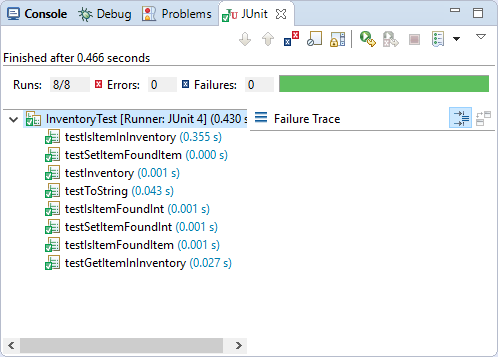 Console Debug Problems JUnit
Finished after 0.466 seconds
Runs: 8/8 Errors: 0 Failures: 0
InventoryTest [Runner: JUnit 4] (0.430 s
Failure Trace
testIsItemInInventory (0.355 s)
testSetItemFoundItem (0.000 s)
testInventory (0.001 s)
testToString (0.043 s)
testIsItemFoundInt (0.001 s)
testSetItemFoundInt (0.001 s)
testIsItemFoundItem (0.001 s)
testGetItemInInventory (0.027 s)